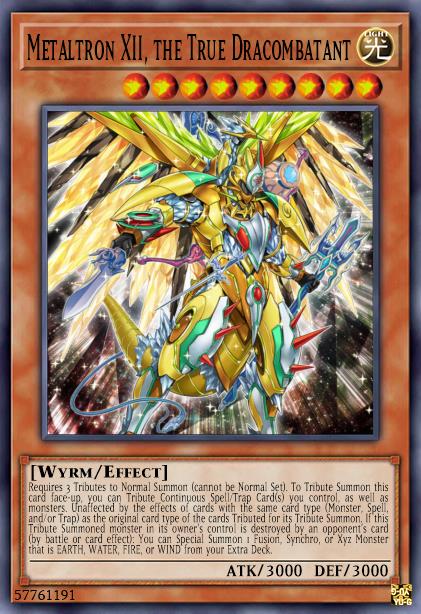 METALTRON XII, THE TRUE DRACOMBATANT
LIGHT
光
[WYRM/EFFECT]
Requires 3 Tributes to Normal Summon (cannot be Normal Set). To Tribute Summon this
card face-up, you can Tribute Continuous Spell/Trap Card(s) you control, as well as
monsters. Unaffected by the effects of cards with the same card type (Monster, Spell,
and/or Trap) as the original type of the cards Tributed for its Tribute Summon. If this
Tribute Summoned monster in its owner's control is destroyed by an opponent's card
(by battle or card effect): You can Special Summon 1 Fusion, Synchro, or Xyz Monster
that is EARTH, WATER, FIRE, or WIND from your Extra Deck.
ATK/3000 DEF/3000
57761191